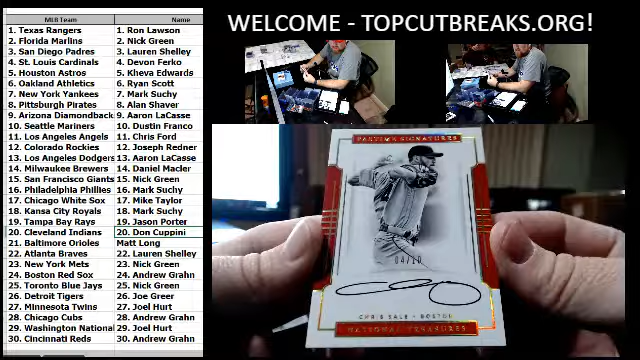 WELCOME - TOPCUTBREAKS.ORG!
MLB Team Name
1. Texas Rangers 1. Ron Lawson
2. Florida Marlins 2. Nick Green
3. San Diego Padres 3. Lauren Shelley
4. St. Louis Cardinals 4. Devon Ferko
5. Houston Astros 5. Kheva Edwards
6. Oakland Athletics 6. Ryan Scott
7. New York Yankees 7. Mark Suchy
8. Pittsburgh Pirates 8. Alan Shaver
9. Arizona Diamondback 9. Aaron LaCasse
10. Seattle Mariners 10. Dustin Franco
11. Los Angeles Angels 11. Chris Ford
12. Colorado Rockies 12. Joseph Redner
13. Los Angeles Dodgers 13. Aaron LaCasse
14. Milwaukee Brewers 14. Daniel Macler
15. San Francisco Giants 15. Nick Green
16. Philadelphia Phillies 16. Mark Suchy
17. Chicago White Sox 17. Mike Taylor
18. Kansa City Royals 18. Mark Suchy
19. Tampa Bay Rays 19. Jason Porter
20. Cleveland Indians 20. Don Cuppini
21. Baltimore Orioles Matt Long
22. Atlanta Braves 22. Lauren Shelley
23. New York Mets 23. Nick Green
24. Boston Red Sox 24. Andrew Grahn
25. Toronto Blue Jays 25. Nick Green
26. Detroit Tigers 26. Joe Greer
27. Minnesota Twins 27. Joel Hurt
28. Chicago Cubs 28. Andrew Grahn
29. Washington National 29. Joel Hurt
30. Cincinnati Reds 30. Andrew Grahn
PASTIME SIGNATURES
04/10
CHRIS SALE - BOSTON
NATIONAL TREASURES